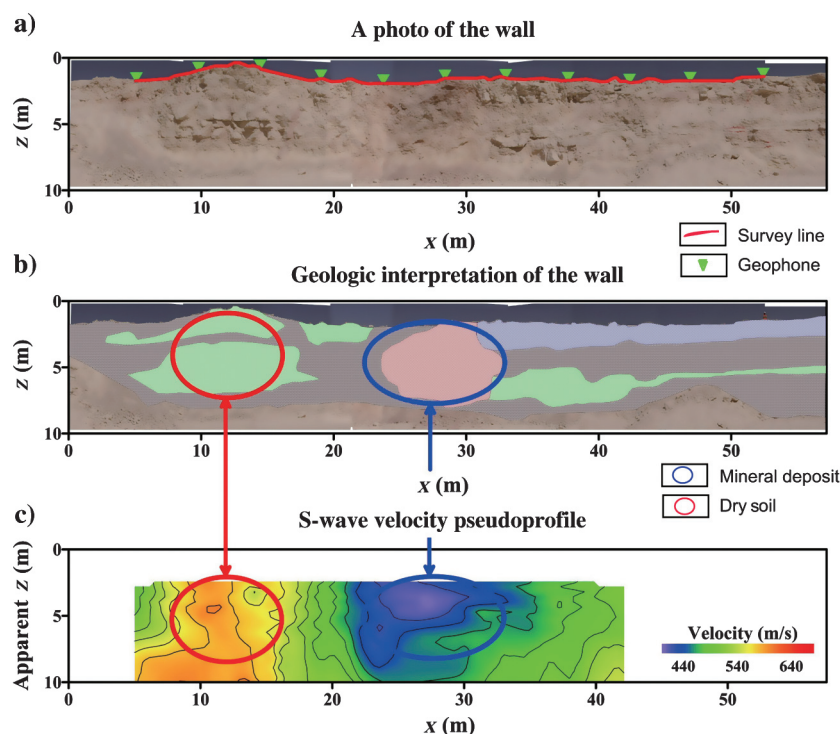 a)
A photo of the wall
0
5
10
z (m)
0 10 20 30 40 50
x (m)
Survey line
Geophone
b)
Geologic interpretation of the wall
0
5
10
z (m)
0 10 20 30 40 50
x (m)
Mineral deposit
Dry soil
c)
S-wave velocity pseudoprofile
0
5
10
Apparent z (m)
Velocity (m/s)
440 540 640
0 10 20 30 40 50
x (m)